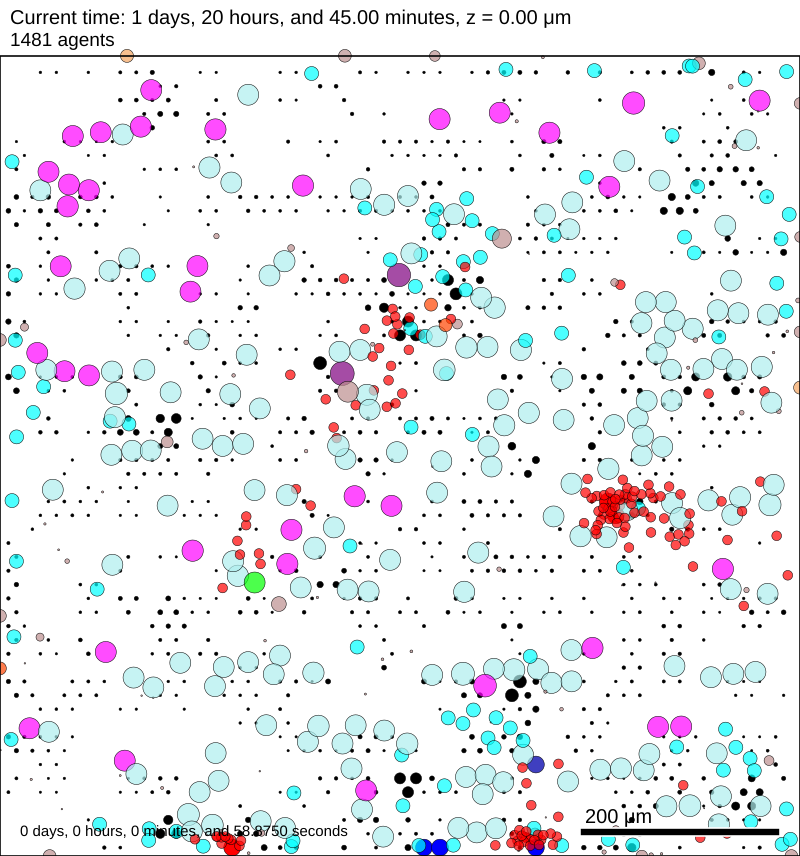 Current time: 1 days, 20 hours, and 45.00 minutes, z = 0.00 μm
1481 agents
200 μm
0 days, 0 hours, 0 minutes, and 58.8750 seconds